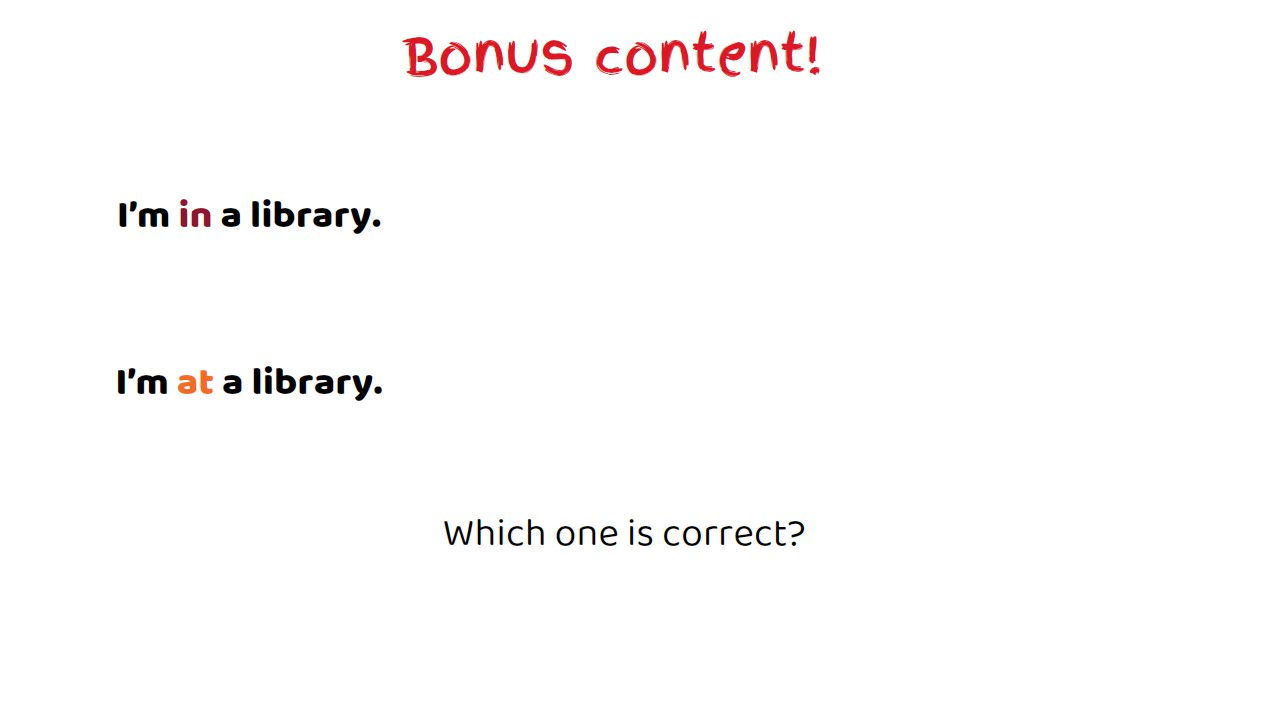 Bonus content!
I’m in a library.
I’m at a library.
Which one is correct?